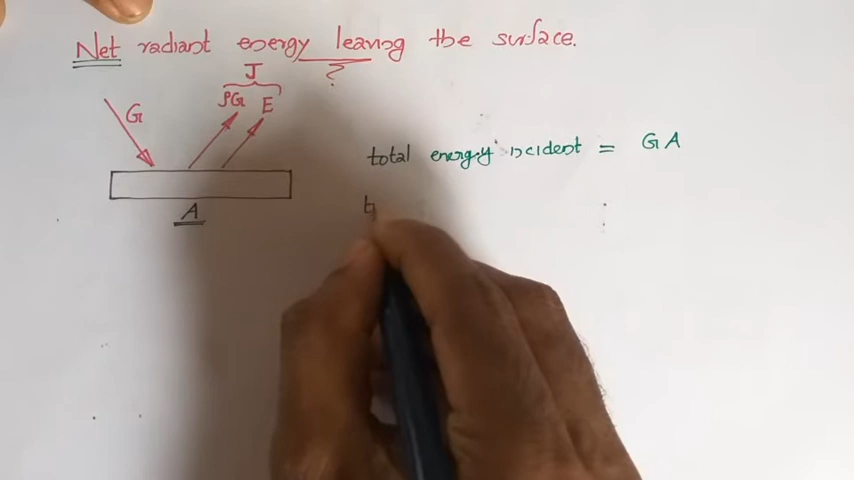 Net radiant energy leaving the surface.
?
J
ρG E
G
total energy incident = GA
A
t